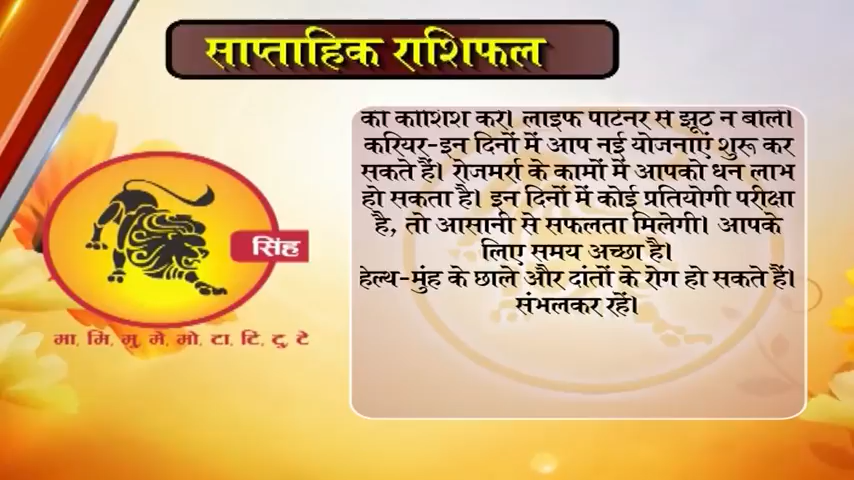 साप्ताहिक राशिफल
की कोशिश करें। लाइफ पार्टनर से झूठ न बोलें।
करियर-इन दिनों में आप नई योजनाएं शुरू कर
सकते हैं। रोजमर्रा के कामों में आपको धन लाभ
हो सकता है। इन दिनों में कोई प्रतियोगी परीक्षा
है, तो आसानी से सफलता मिलेगी। आपके
लिए समय अच्छा है।
हेल्थ-मुंह के छाले और दांतों के रोग हो सकते हैं।
संभलकर रहें।
सिंह
मा, मि, मु, मे, मो, टा, टि, टु, टे